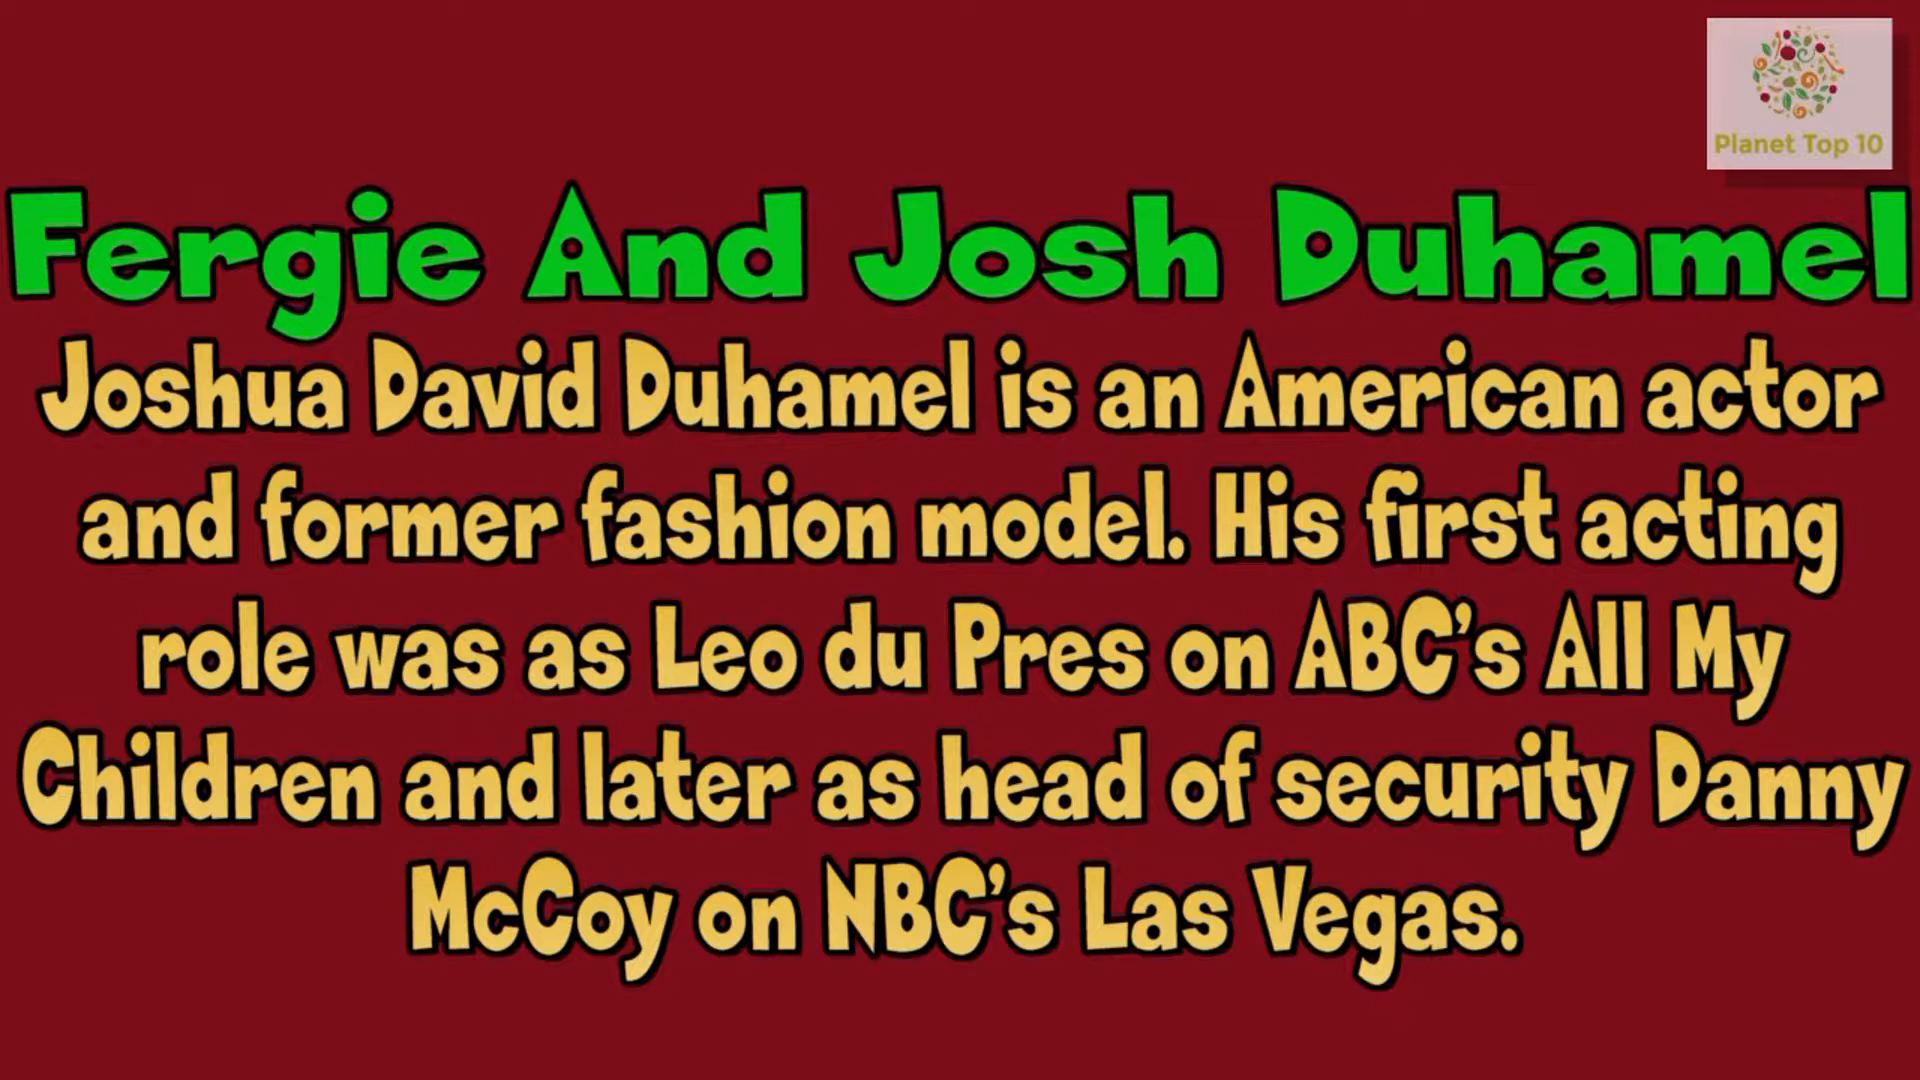 Planet Top 10
Fergie And Josh Duhamel
Joshua David Duhamel is an American actor
and former fashion model. His first acting
role was as Leo du Pres on ABC's All My
Children and later as head of security Danny
McCoy on NBC's Las Vegas.